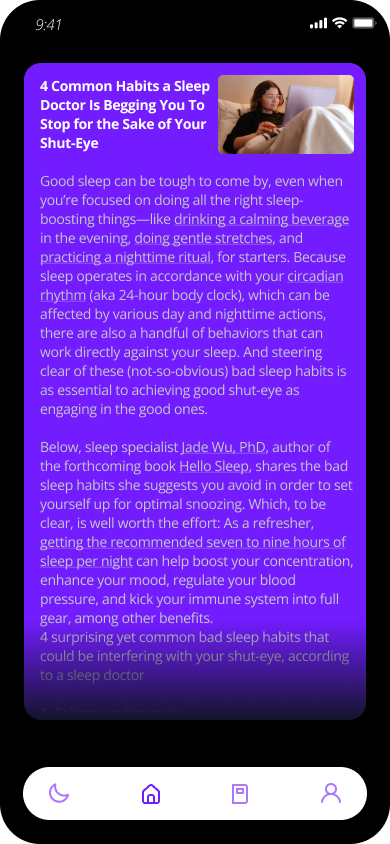 9:41
4 Common Habits a Sleep
Doctor Is Begging You To
Stop for the Sake of Your
Shut-Eye
Good sleep can be tough to come by, even when
you’re focused on doing all the right sleep-
boosting things—like drinking a calming beverage
in the evening, doing gentle stretches, and
practicing a nighttime ritual, for starters. Because
sleep operates in accordance with your circadian
rhythm (aka 24-hour body clock), which can be
affected by various day and nighttime actions,
there are also a handful of behaviors that can
work directly against your sleep. And steering
clear of these (not-so-obvious) bad sleep habits is
as essential to achieving good shut-eye as
engaging in the good ones.
Below, sleep specialist Jade Wu, PhD, author of
the forthcoming book Hello Sleep, shares the bad
sleep habits she suggests you avoid in order to set
yourself up for optimal snoozing. Which, to be
clear, is well worth the effort: As a refresher,
getting the recommended seven to nine hours of
sleep per night can help boost your concentration,
enhance your mood, regulate your blood
pressure, and kick your immune system into full
gear, among other benefits.
4 surprising yet common bad sleep habits that
could be interfering with your shut-eye, according
to a sleep doctor
1. Taking random naps